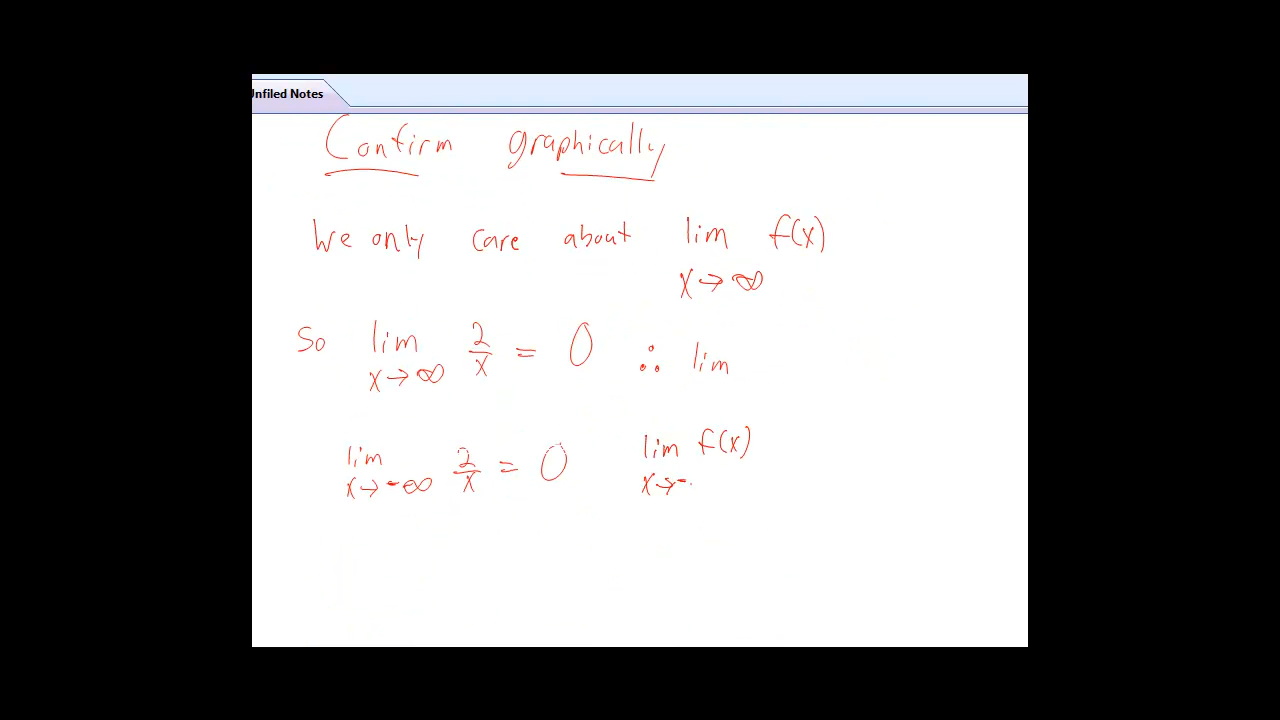 Unfiled Notes
Confirm graphically
We only care about lim f(x)
x→∞
So lim 2/x = 0 ∴ lim
x→∞
lim 2/x = 0 lim f(x)
x→-∞ x→-